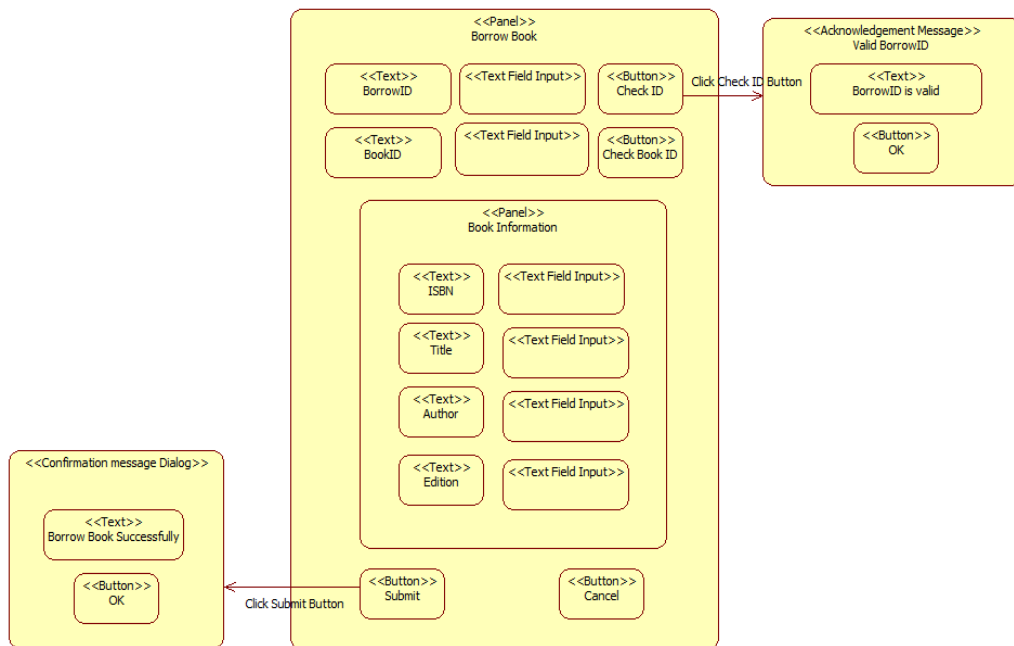 <<Panel>>
Borrow Book
<<Text>>
BorrowID
<<Text Field Input>>
<<Button>>
Check ID
<<Text>>
BookID
<<Text Field Input>>
<<Button>>
Check Book ID
Click Check ID Button
<<Acknowledgement Message>>
Valid BorrowID
<<Text>>
BorrowID is valid
<<Button>>
OK
<<Panel>>
Book Information
<<Text>>
ISBN
<<Text Field Input>>
<<Text>>
Title
<<Text Field Input>>
<<Text>>
Author
<<Text Field Input>>
<<Text>>
Edition
<<Text Field Input>>
<<Button>>
Submit
<<Button>>
Cancel
Click Submit Button
<<Confirmation message Dialog>>
<<Text>>
Borrow Book Successfully
<<Button>>
OK